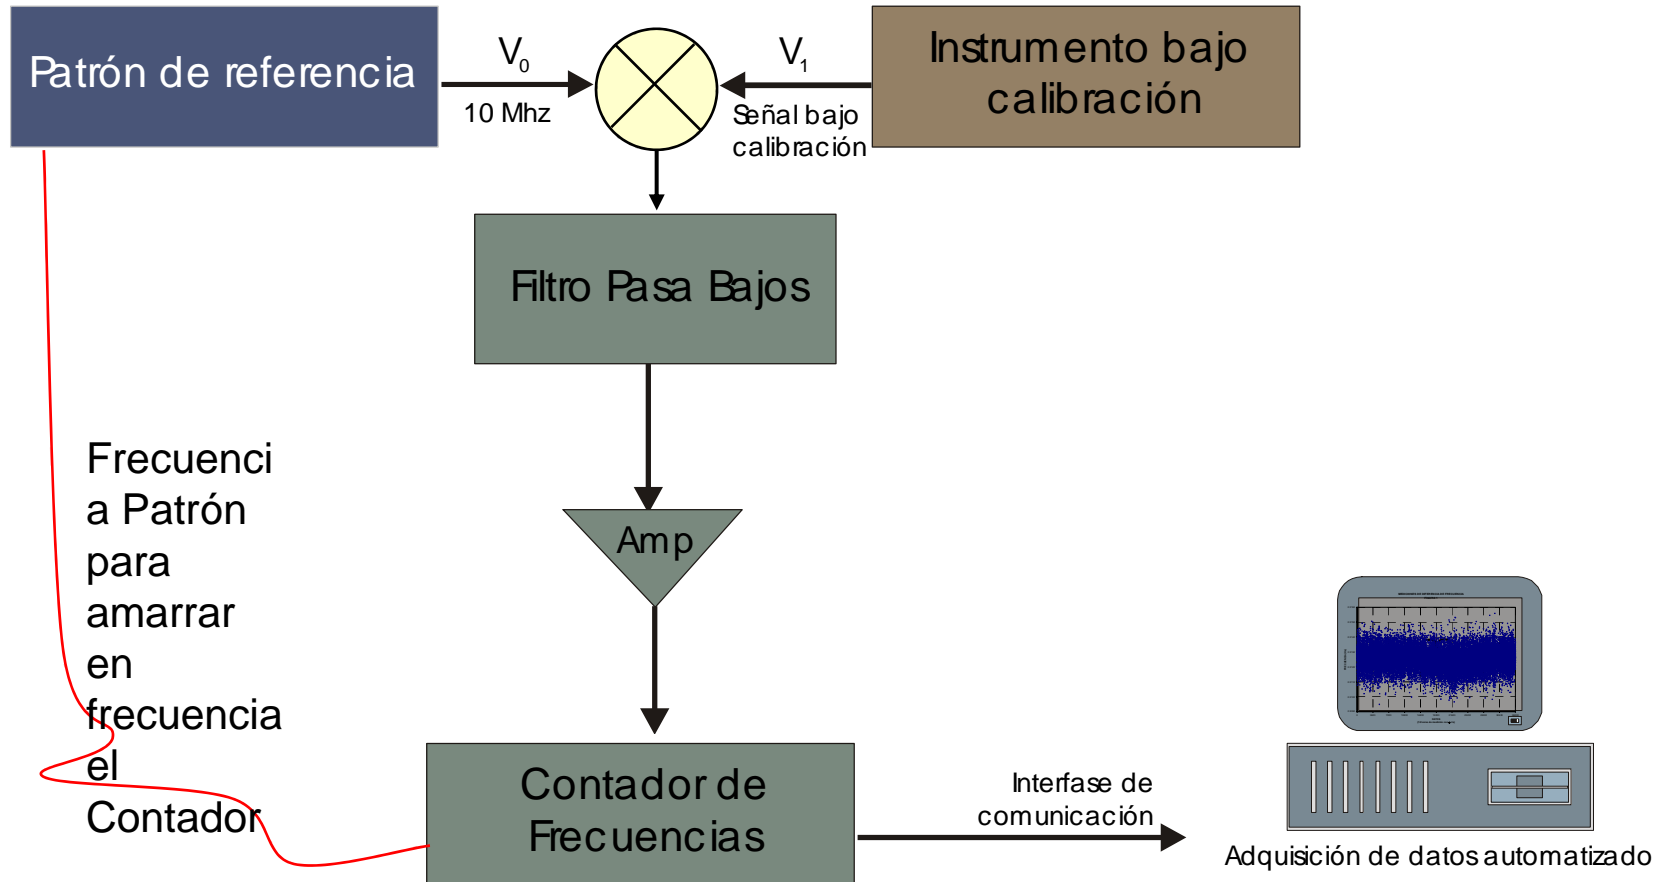 Patrón de referencia
V0
10 Mhz
V1
Señal bajo
calibración
Instrumento bajo
calibración
Filtro Pasa Bajos
Amp
Frecuenci
a Patrón
para
amarrar
en
frecuencia
el
Contador
Contador de
Frecuencias
Interfase de
comunicación
Adquisición de datos automatizado